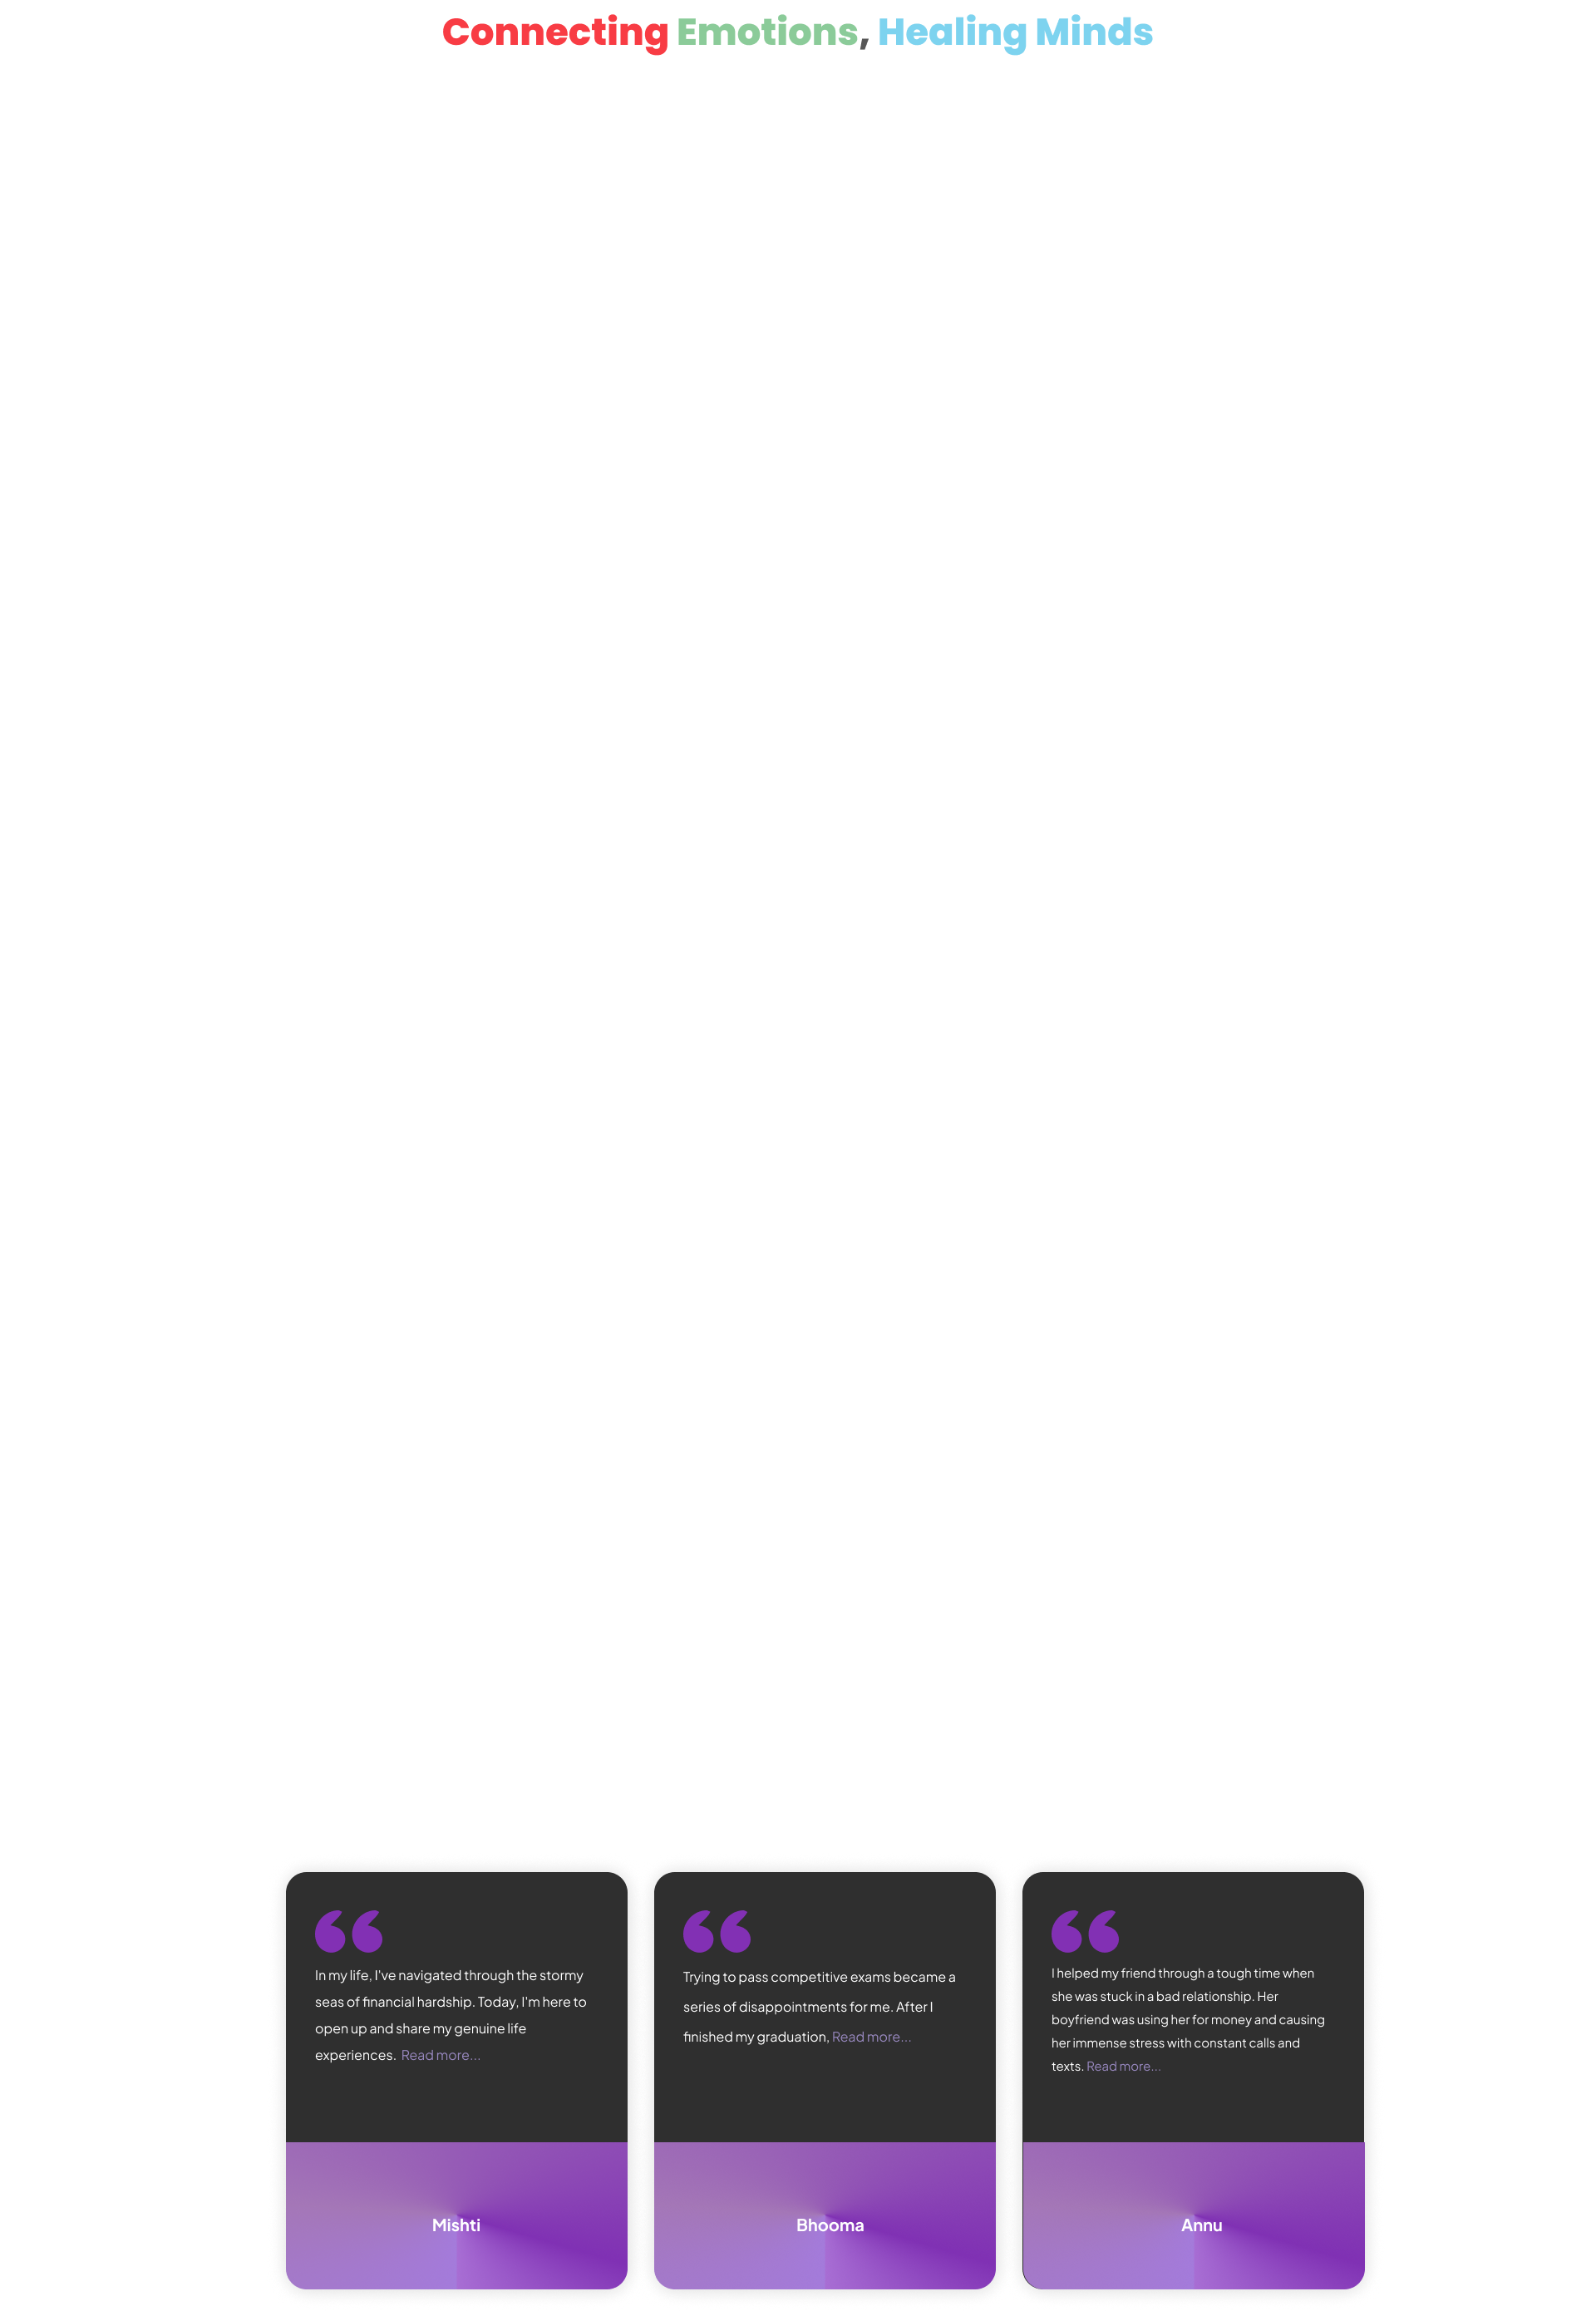 Connecting Emotions, Healing Minds
In my life, I've navigated through the stormy
seas of financial hardship. Today, I'm here to
open up and share my genuine life
experiences. Read more...
Mishti
Trying to pass competitive exams became a
series of disappointments for me. After I
finished my graduation, Read more...
Bhooma
I helped my friend through a tough time when
she was stuck in a bad relationship. Her
boyfriend was using her for money and causing
her immense stress with constant calls and
texts. Read more...
Annu